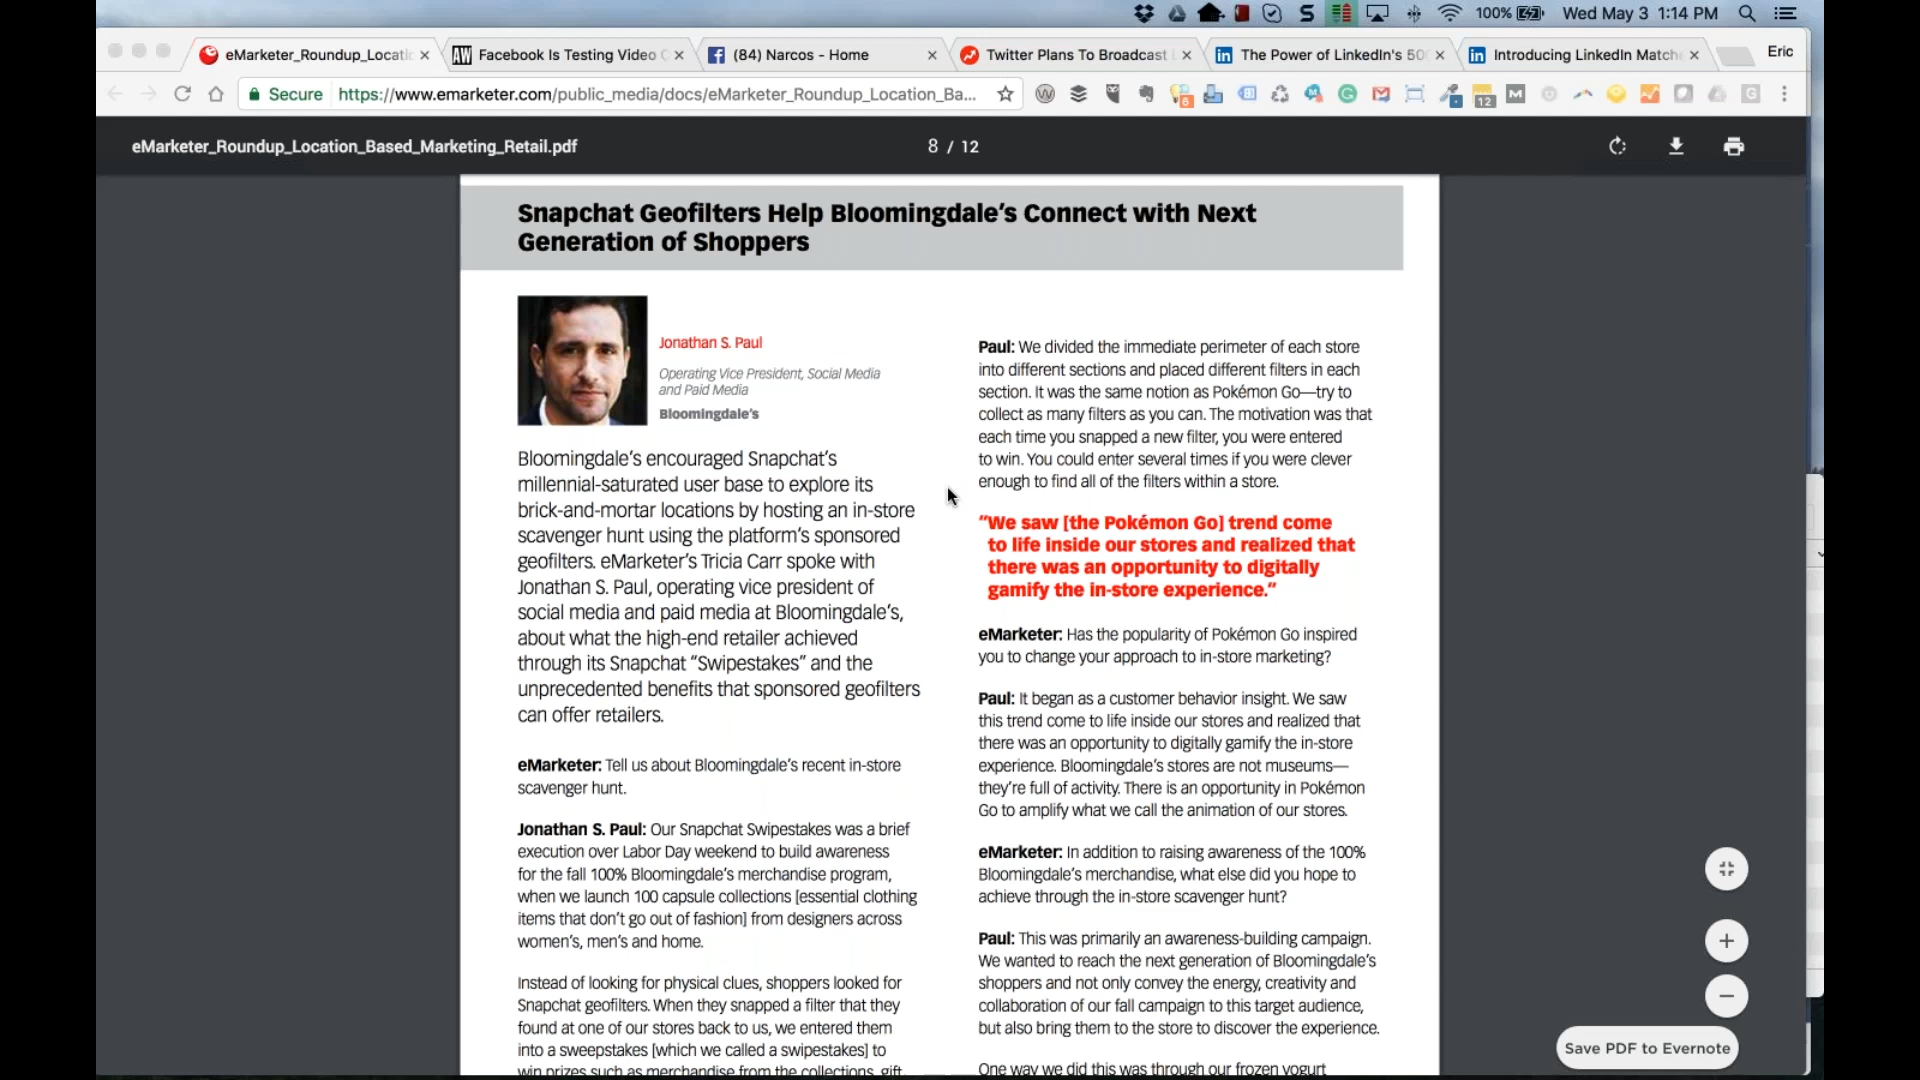 100%
Wed May 3 1:14 PM
eMarketer_Roundup_Locati
Facebook Is Testing Video
(84) Narcos - Home
Twitter Plans To Broadcast
The Power of LinkedIn's 50
Introducing LinkedIn Matche
Eric
Secure
https://www.emarketer.com/public_media/docs/eMarketer_Roundup_Location_Ba...
eMarketer_Roundup_Location_Based_Marketing_Retail.pdf
8 / 12
Snapchat Geofilters Help Bloomingdale's Connect with Next
Generation of Shoppers
Jonathan S. Paul
Operating Vice President, Social Media
and Paid Media
Bloomingdale's
Bloomingdale's encouraged Snapchat's
millennial-saturated user base to explore its
brick-and-mortar locations by hosting an in-store
scavenger hunt using the platform's sponsored
geofilters. eMarketer's Tricia Carr spoke with
Jonathan S. Paul, operating vice president of
social media and paid media at Bloomingdale's,
about what the high-end retailer achieved
through its Snapchat “Swipestakes” and the
unprecedented benefits that sponsored geofilters
can offer retailers.
eMarketer: Tell us about Bloomingdale's recent in-store
scavenger hunt.
Jonathan S. Paul: Our Snapchat Swipestakes was a brief
execution over Labor Day weekend to build awareness
for the fall 100% Bloomingdale's merchandise program,
when we launch 100 capsule collections [essential clothing
items that don't go out of fashion] from designers across
women's, men's and home.
Instead of looking for physical clues, shoppers looked for
Snapchat geofilters. When they snapped a filter that they
found at one of our stores back to us, we entered them
into a sweepstakes [which we called a swipestakes] to
win prizes such as merchandise from the collections, gift
Paul: We divided the immediate perimeter of each store
into different sections and placed different filters in each
section. It was the same notion as Pokémon Go—try to
collect as many filters as you can. The motivation was that
each time you snapped a new filter, you were entered
to win. You could enter several times if you were clever
enough to find all of the filters within a store.
“We saw [the Pokémon Go] trend come
to life inside our stores and realized that
there was an opportunity to digitally
gamify the in-store experience.”
eMarketer: Has the popularity of Pokémon Go inspired
you to change your approach to in-store marketing?
Paul: It began as a customer behavior insight. We saw
this trend come to life inside our stores and realized that
there was an opportunity to digitally gamify the in-store
experience. Bloomingdale's stores are not museums—
they're full of activity. There is an opportunity in Pokémon
Go to amplify what we call the animation of our stores.
eMarketer: In addition to raising awareness of the 100%
Bloomingdale's merchandise, what else did you hope to
achieve through the in-store scavenger hunt?
Paul: This was primarily an awareness-building campaign.
We wanted to reach the next generation of Bloomingdale's
shoppers and not only convey the energy, creativity and
collaboration of our fall campaign to this target audience,
but also bring them to the store to discover the experience.
One way we did this was through our frozen yogurt
Save PDF to Evernote